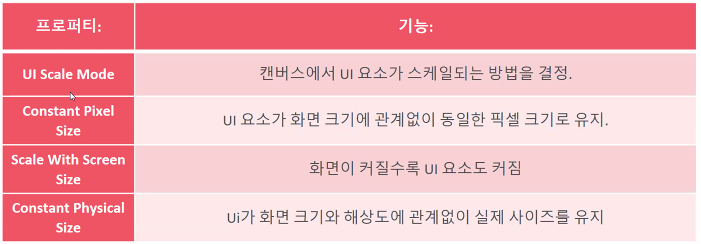 프로퍼티:
기능:
UI Scale Mode
캔버스에서 UI 요소가 스케일되는 방법을 결정.
Constant Pixel
Size
UI 요소가 화면 크기에 관계없이 동일한 픽셀 크기로 유지.
Scale With Screen
Size
화면이 커질수록 UI 요소도 커짐
Constant Physical
Size
Ui가 화면 크기와 해상도에 관계없이 실제 사이즈를 유지